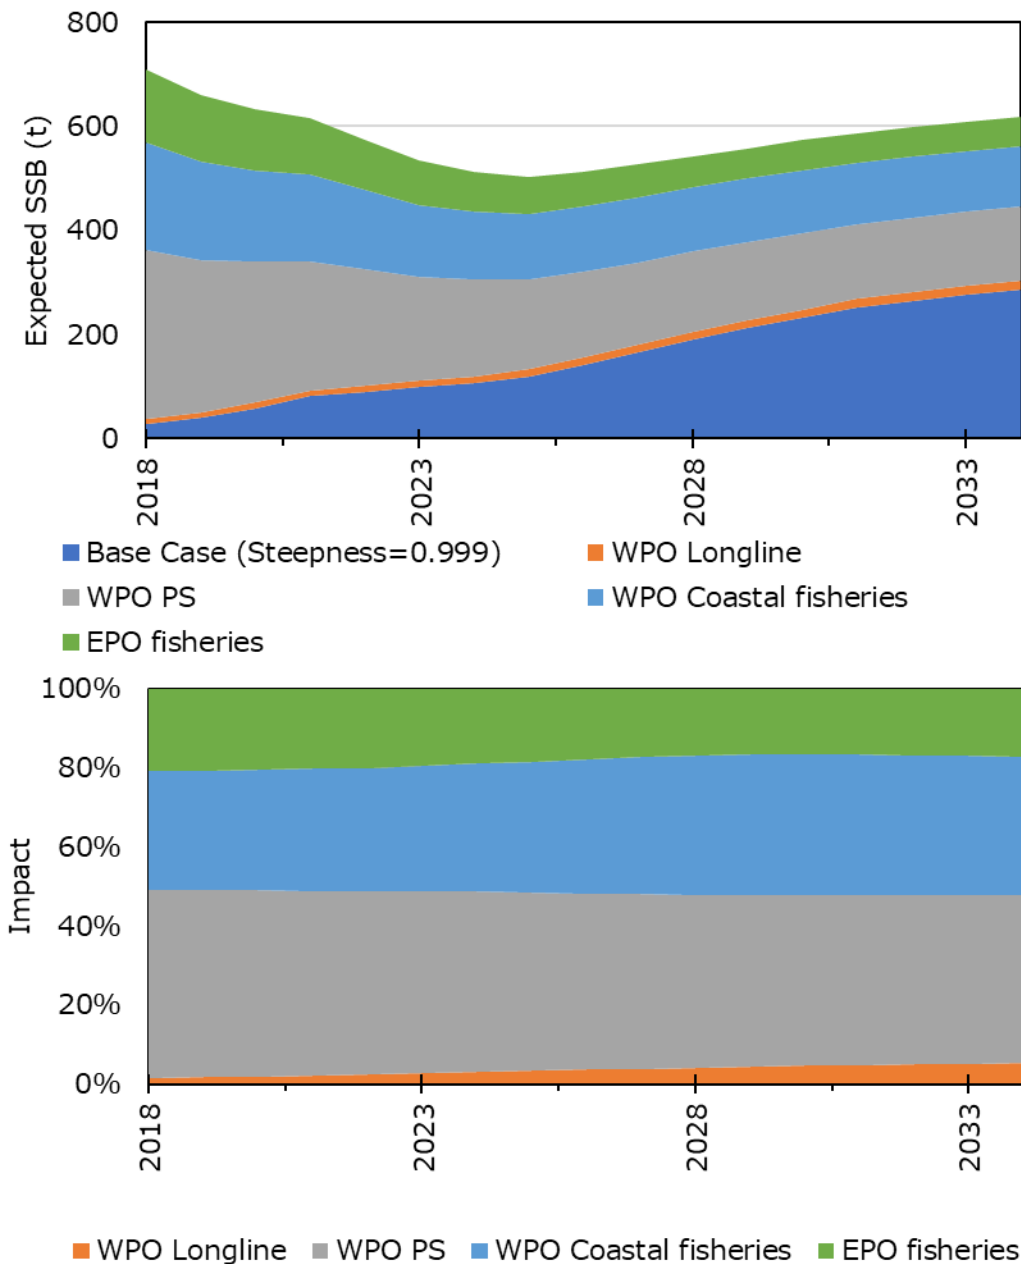 800
600
400
200
0
Expected SSB (t)
2018
2023
2028
2033
Base Case (Steepness=0.999)
WPO Longline
WPO PS
WPO Coastal fisheries
EPO fisheries
100%
80%
60%
40%
20%
0%
Impact
2018
2023
2028
2033
WPO Longline WPO PS WPO Coastal fisheries EPO fisheries